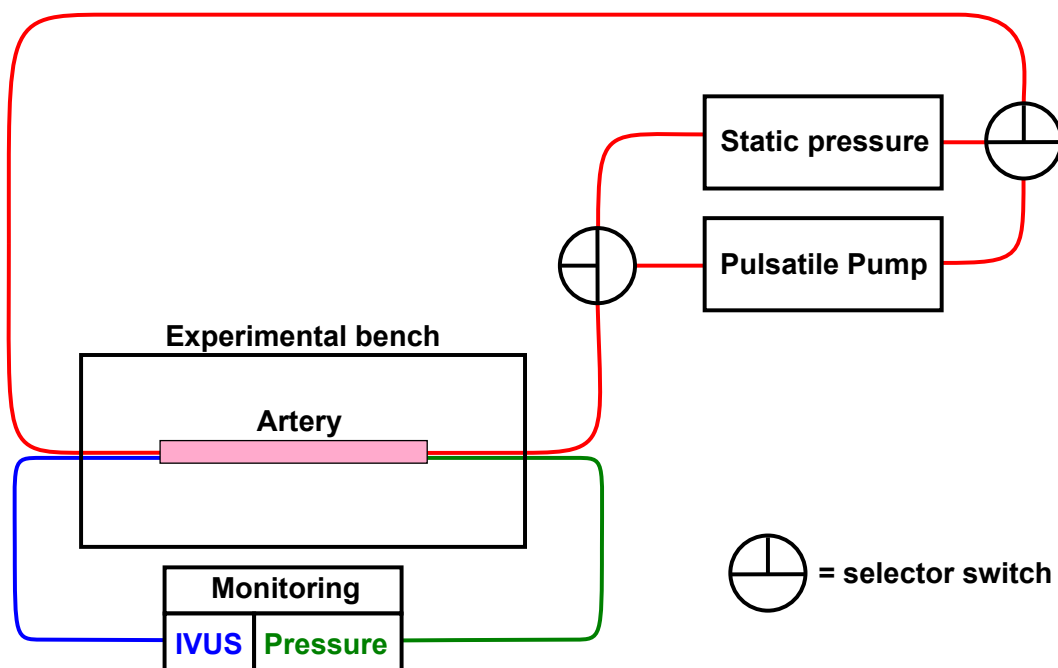 Static pressure
Pulsatile Pump
Experimental bench
Artery
Monitoring
IVUS Pressure
= selector switch